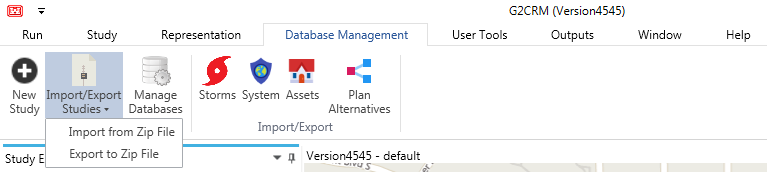 G2CRM (Version4545)
Run Study Representation Database Management User Tools Outputs Window Help
New Study
Import/Export Studies
Manage Databases
Storms
System
Assets
Plan Alternatives
Import/Export
Import from Zip File
Export to Zip File
Study E
Version4545 - default